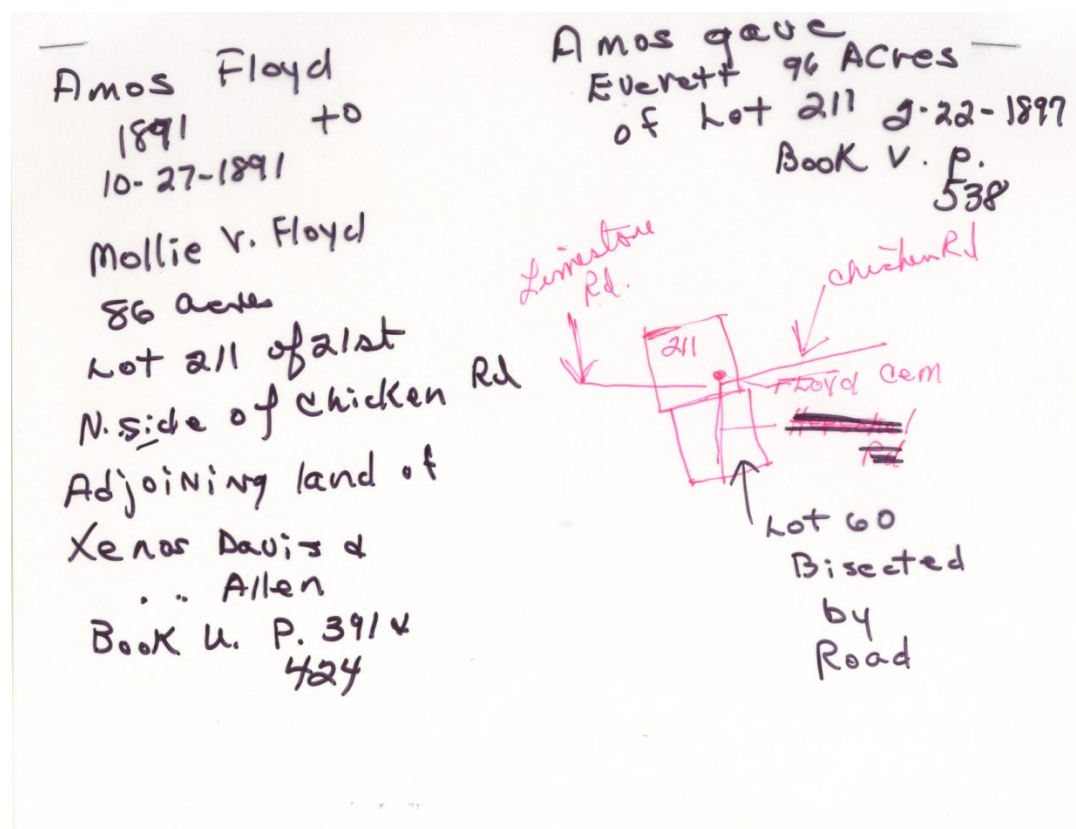 Amos Floyd
1891 to
10-27-1891
Mollie V. Floyd
86 acres
Lot 211 of 21st
N. side of Chicken Rd
Adjoining land of
Xenos Davis &
" " Allen
Book U. P. 391 &
424
Amos gave
Everett 96 Acres
of Lot 211 2-22-1897
Book V. P.
538
Limestone
Rd.
Chicken Rd
211
Floyd Cem
Rd
Lot 60
Bisected
by
Road